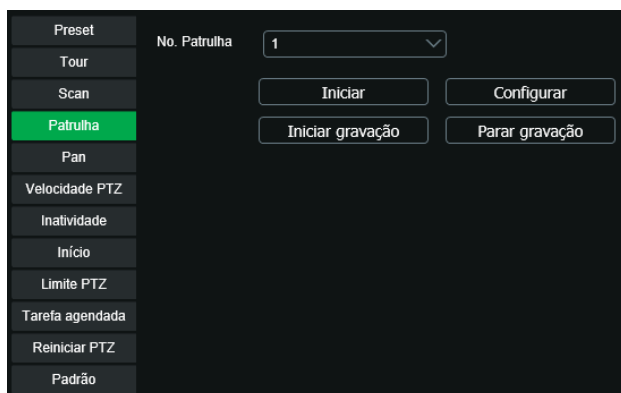 Preset
Tour
Scan
Patrulha
Pan
Velocidade PTZ
Inatividade
Início
Limite PTZ
Tarefa agendada
Reiniciar PTZ
Padrão
No. Patrulha
1
Iniciar
Configurar
Iniciar gravação
Parar gravação